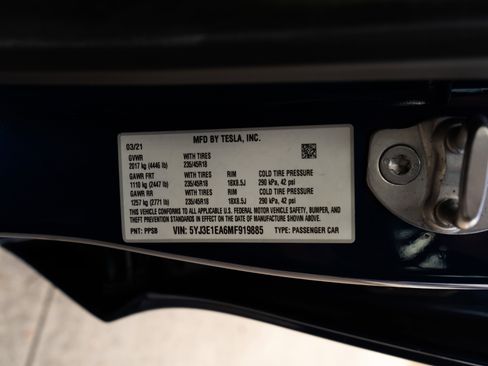 MFD BY TESLA, INC.
03/21
GVWR WITH TIRES
2017 kg (4446 lb) 235/45R18
GAWR FRT WITH TIRES RIM COLD TIRE PRESSURE
1110 kg (2447 lb) 235/45R18 18X8.5J 290 kPa, 42 psi
GAWR RR WITH TIRES RIM COLD TIRE PRESSURE
1257 kg (2771 lb) 235/45R18 18X8.5J 290 kPa, 42 psi
THIS VEHICLE CONFORMS TO ALL APPLICABLE U.S. FEDERAL MOTOR VEHICLE SAFETY, BUMPER, AND
THEFT PREVENTION STANDARDS IN EFFECT ON THE DATE OF MANUFACTURE SHOWN ABOVE.
PNT: PPSB VIN: 5YJ3E1EA6MF919885 TYPE: PASSENGER CAR